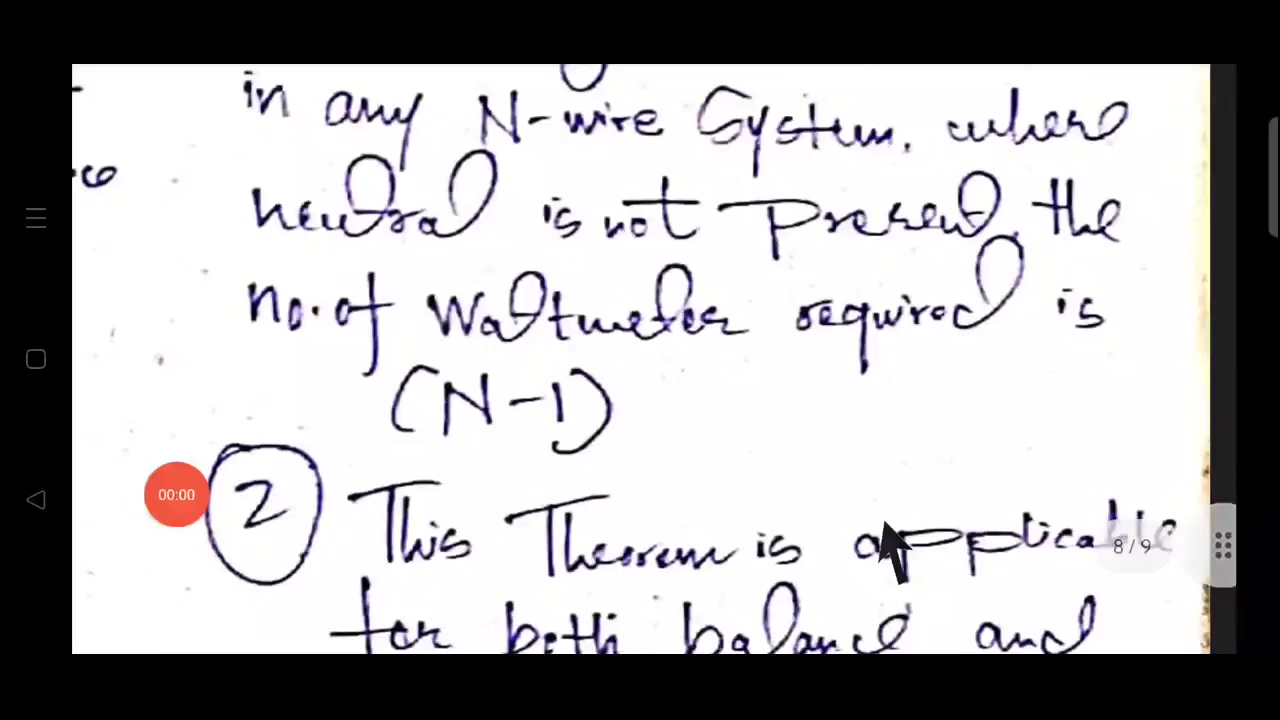 in any N-wire System, where
neutral is not present, the
no. of Wattmeter required is
(N-1)
2 This Theorem is applicable
for both balance and
00:00
8/9